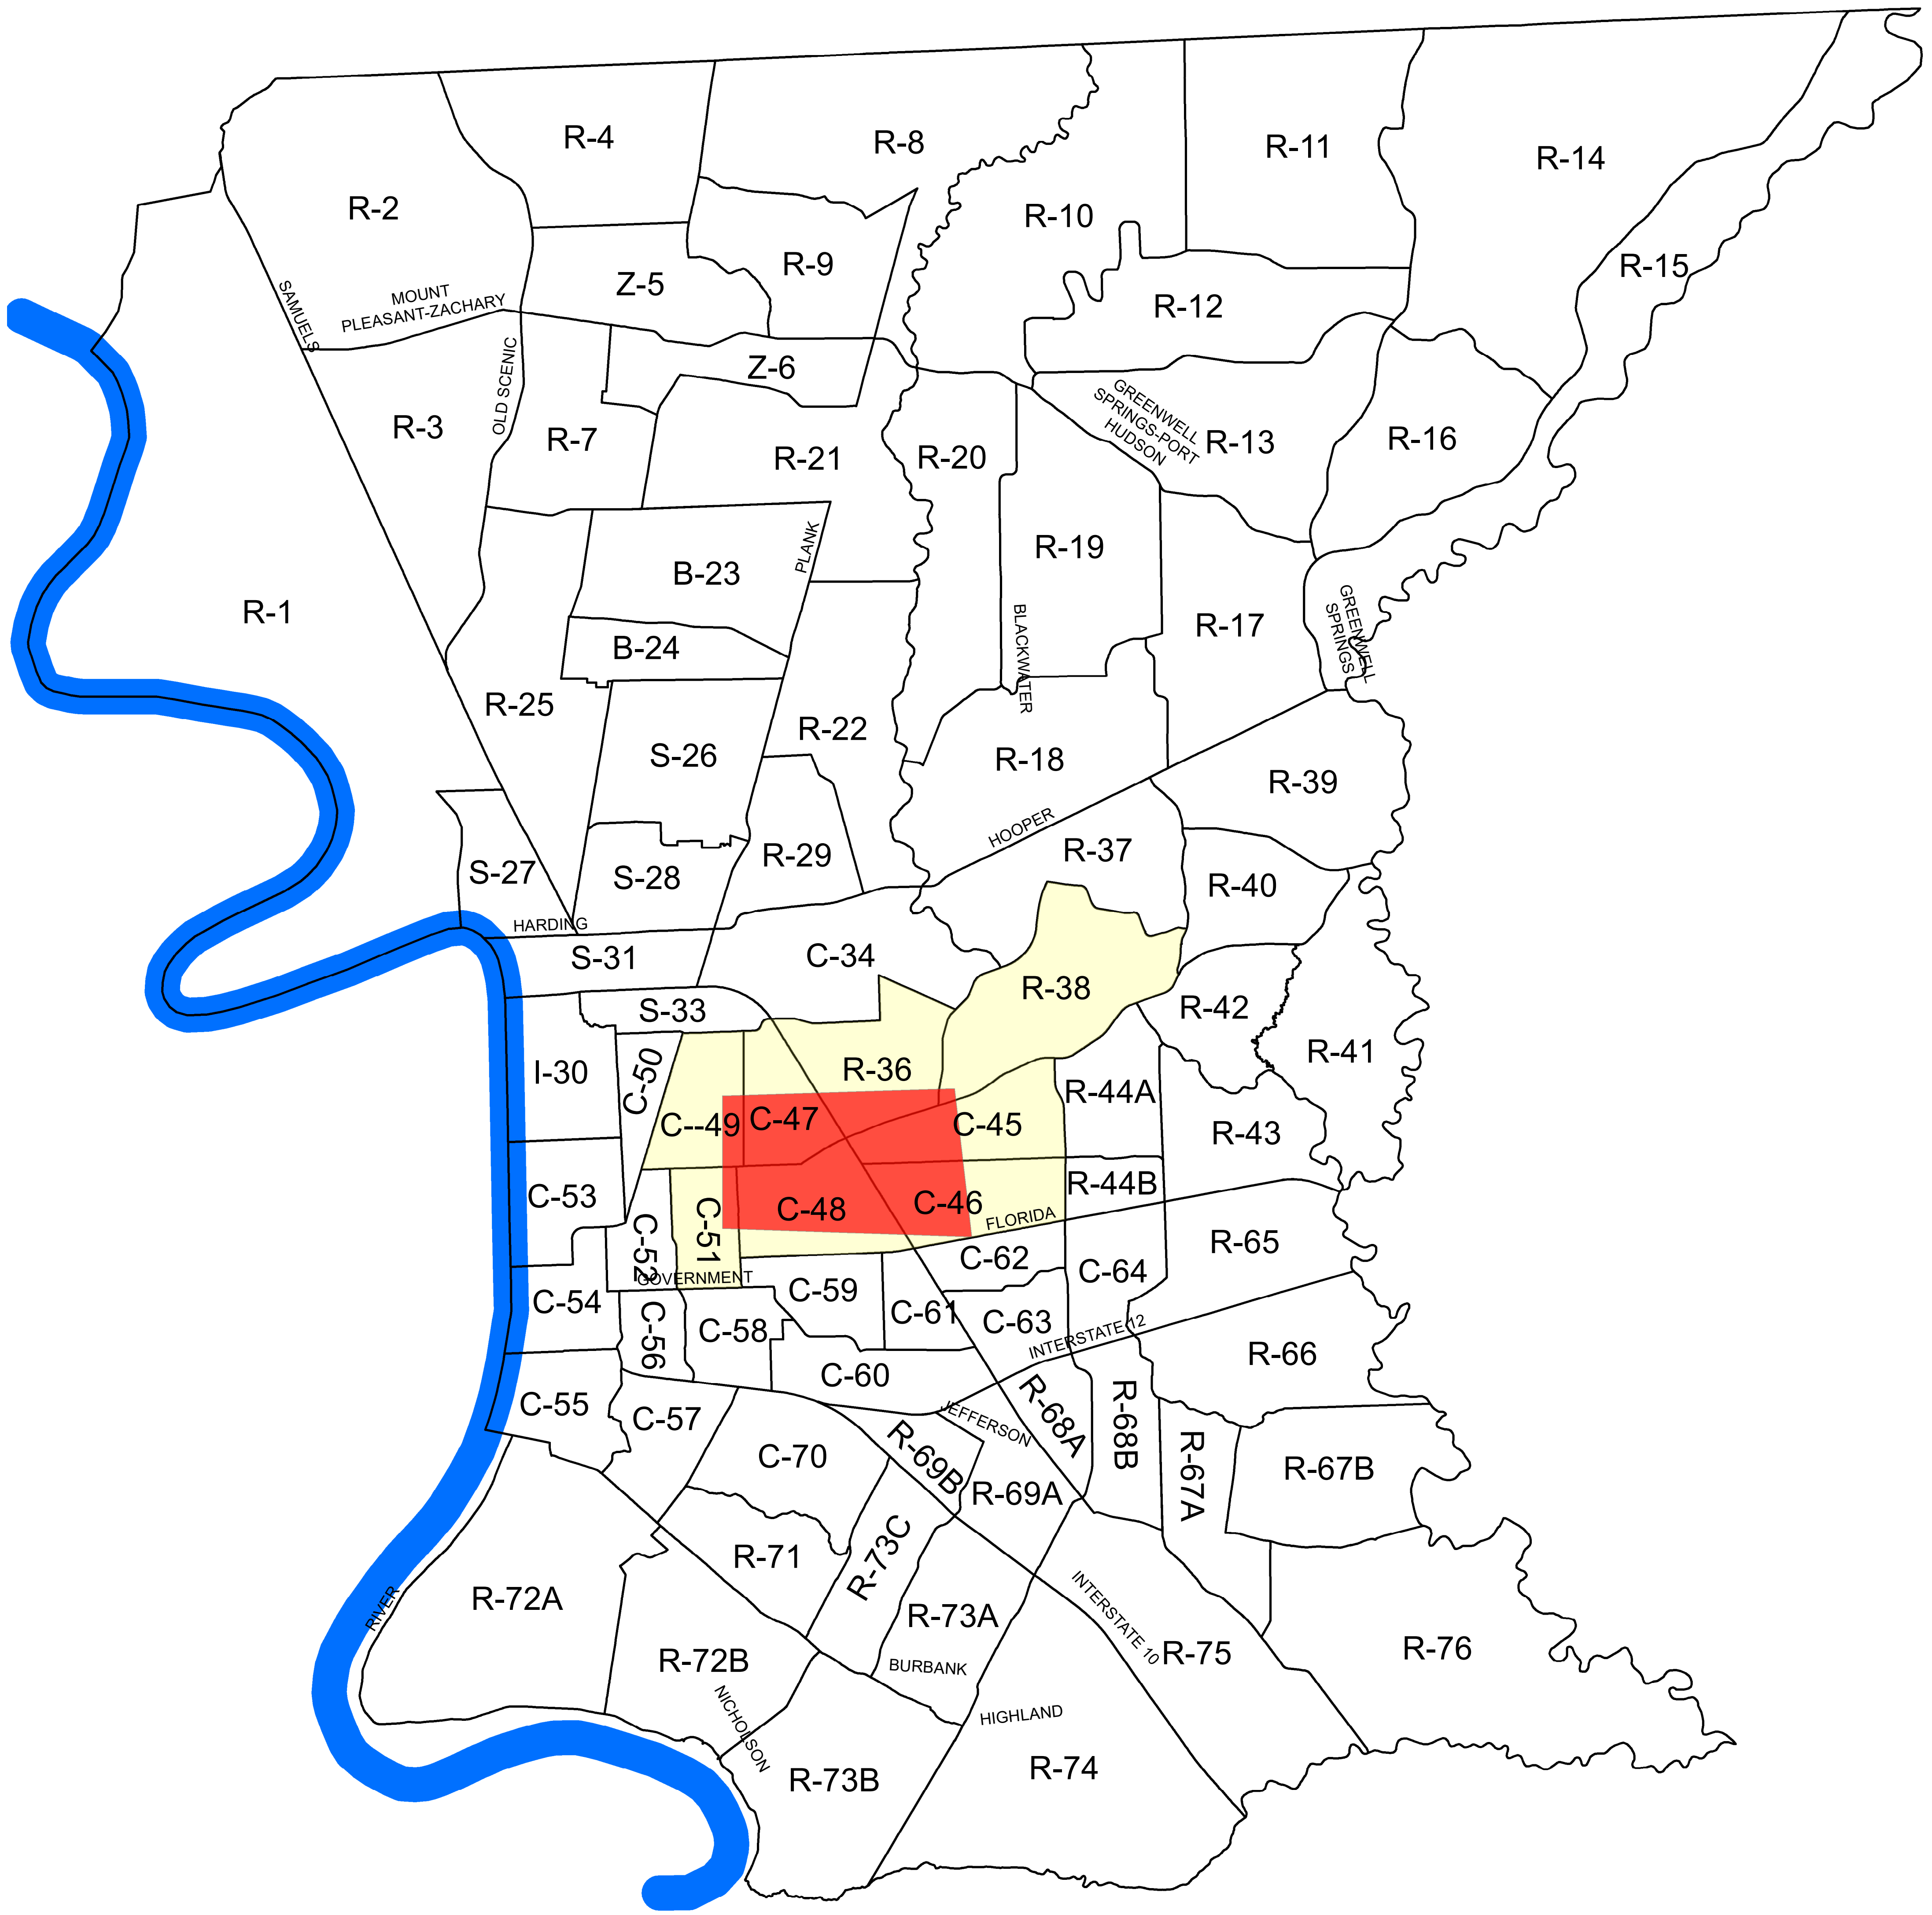 R-4
R-8
R-11
R-14
R-2
R-10
R-9
R-15
Z-5
SAMUELS
MOUNT
PLEASANT-ZACHARY
R-12
OLD SCENIC
Z-6
R-3
R-7
R-21
R-20
GREENWELL
SPRINGS-PORT
HUDSON
R-13
R-16
PLANK
R-19
B-23
R-1
B-24
BLACKWATER
R-17
GREENWELL
SPRINGS
R-25
R-22
S-26
R-18
R-39
HOOPER
R-37
R-29
S-27
S-28
R-40
HARDING
S-31
C-34
R-38
S-33
R-42
I-30
C-50
R-36
R-41
R-44A
C--49
C-47
C-45
R-43
C-53
R-44B
C-51
C-48
C-46
FLORIDA
C-52
GOVERNMENT
C-62
R-65
C-64
C-54
C-59
C-56
C-58
C-61
C-63
INTERSTATE 12
R-66
C-60
C-55
C-57
JEFFERSON
R-68A
R-68B
C-70
R-69B
R-69A
R-67A
R-67B
R-71
R-73C
R-72A
RIVER
R-73A
INTERSTATE 10
R-75
R-76
R-72B
BURBANK
NICHOLSON
HIGHLAND
R-73B
R-74